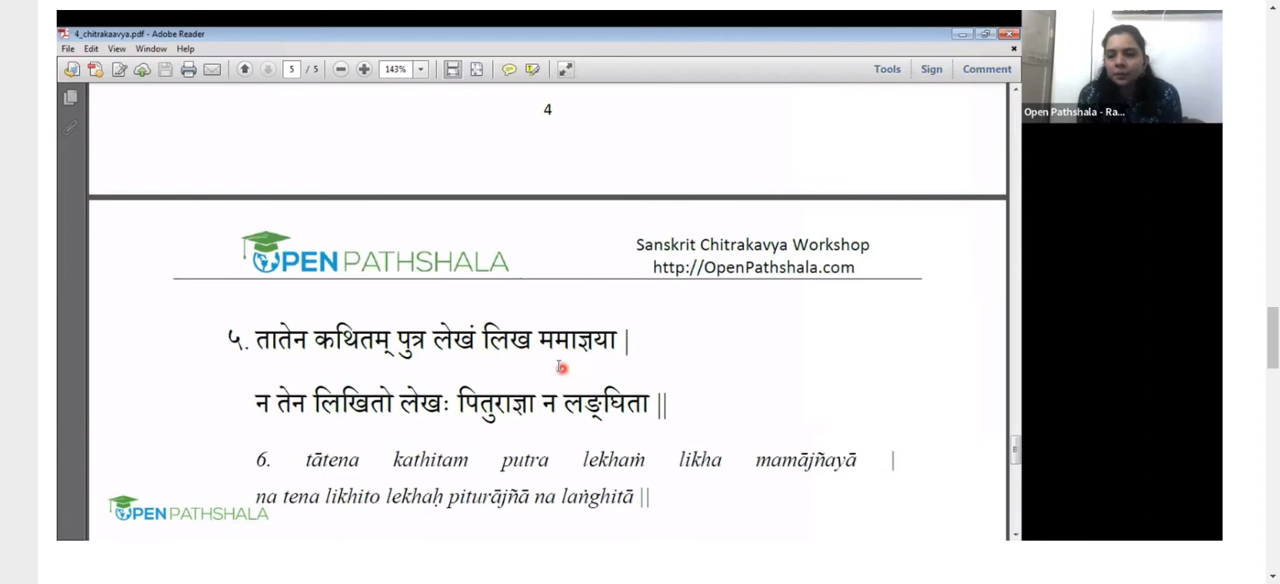 4_chitrakaavya.pdf - Adobe Reader
File Edit View Window Help
5 / 5 143% Tools Sign Comment
Open Pathshala - Ra...
4
OPEN PATHSHALA
Sanskrit Chitrakavya Workshop
http://OpenPathshala.com
५. तातेन कथितम् पुत्र लेखं लिख ममाज्ञया |
न तेन लिखितो लेखः पितुराज्ञा न लङ्घिता ||
6. tātena kathitam putra lekhaṁ likha mamājñayā |
na tena likhito lekhaḥ piturājñā na laṅghitā ||
OPEN PATHSHALA